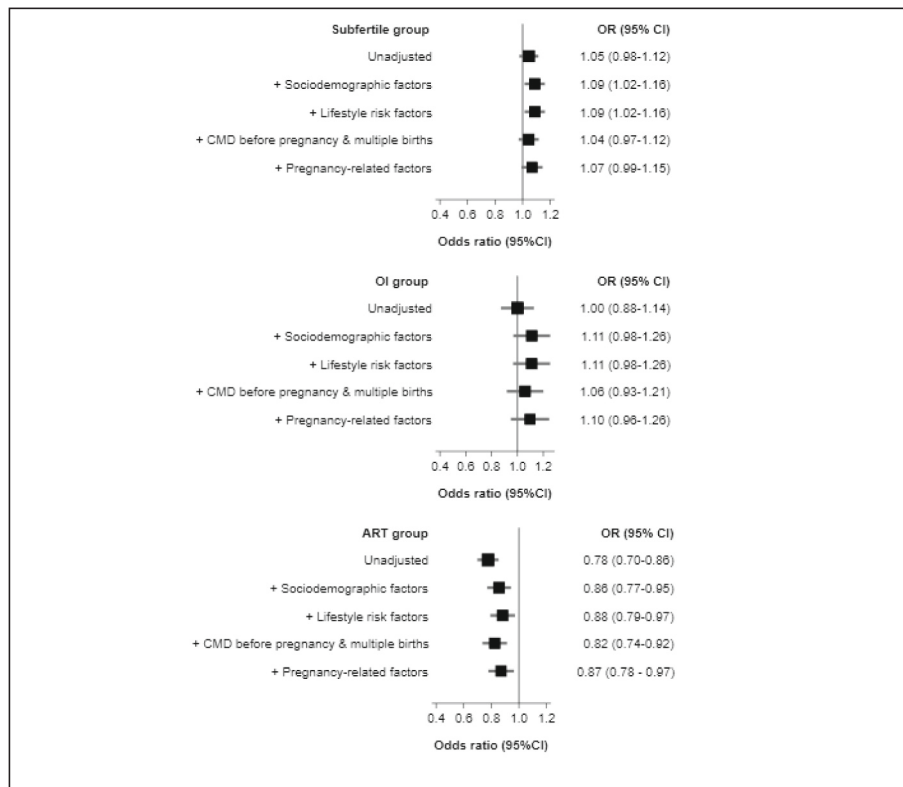 Subfertile group OR (95% CI)
Unadjusted 1.05 (0.98-1.12)
+ Sociodemographic factors 1.09 (1.02-1.16)
+ Lifestyle risk factors 1.09 (1.02-1.16)
+ CMD before pregnancy & multiple births 1.04 (0.97-1.12)
+ Pregnancy-related factors 1.07 (0.99-1.15)
0.4 0.6 0.8 1.0 1.2
Odds ratio (95%CI)
OI group OR (95% CI)
Unadjusted 1.00 (0.88-1.14)
+ Sociodemographic factors 1.11 (0.98-1.26)
+ Lifestyle risk factors 1.11 (0.98-1.26)
+ CMD before pregnancy & multiple births 1.06 (0.93-1.21)
+ Pregnancy-related factors 1.10 (0.96-1.26)
0.4 0.6 0.8 1.0 1.2
Odds ratio (95%CI)
ART group OR (95% CI)
Unadjusted 0.78 (0.70-0.86)
+ Sociodemographic factors 0.86 (0.77-0.95)
+ Lifestyle risk factors 0.88 (0.79-0.97)
+ CMD before pregnancy & multiple births 0.82 (0.74-0.92)
+ Pregnancy-related factors 0.87 (0.78 - 0.97)
0.4 0.6 0.8 1.0 1.2
Odds ratio (95%CI)